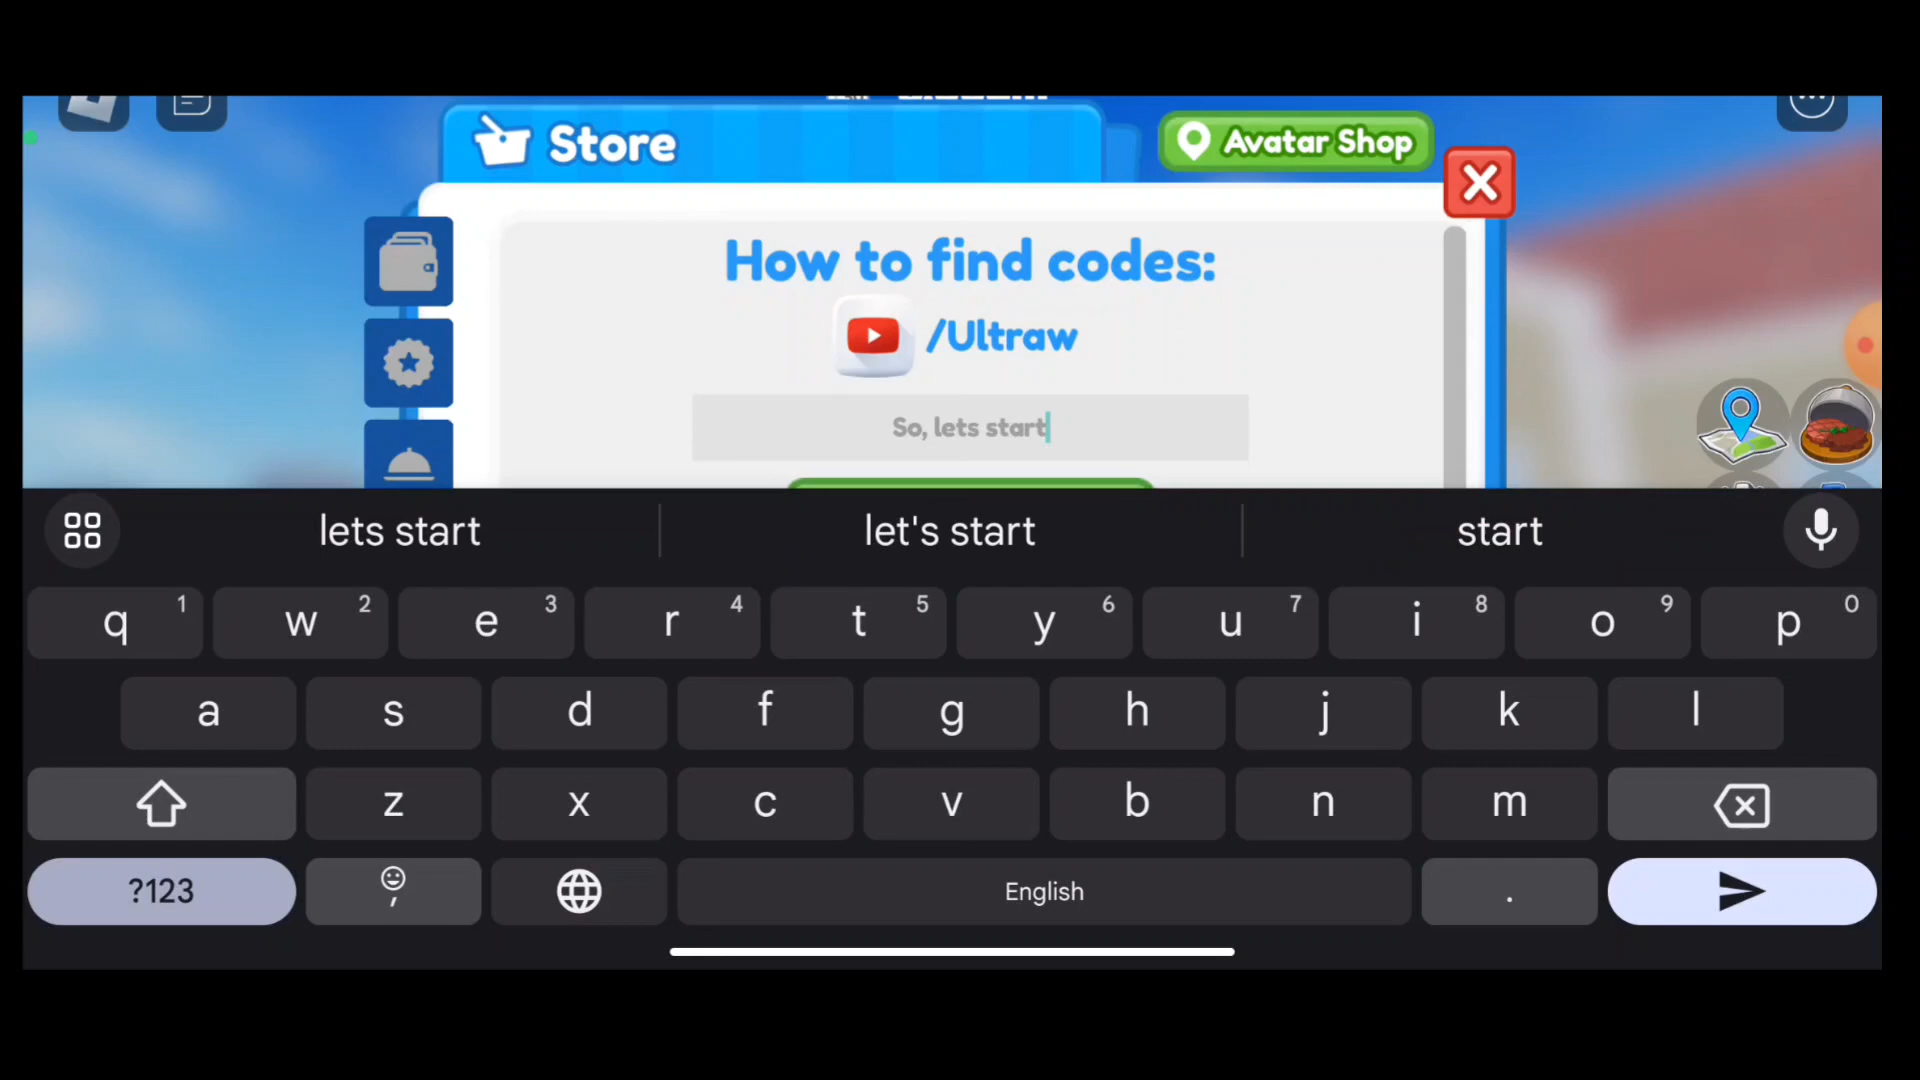 Store
Avatar Shop
How to find codes:
/Ultraw
So, lets start
lets start
let's start
start
q 1 w 2 e 3 r 4 t 5 y 6 u 7 i 8 o 9 p 0
a s d f g h j k l
z x c v b n m
?123 , English .